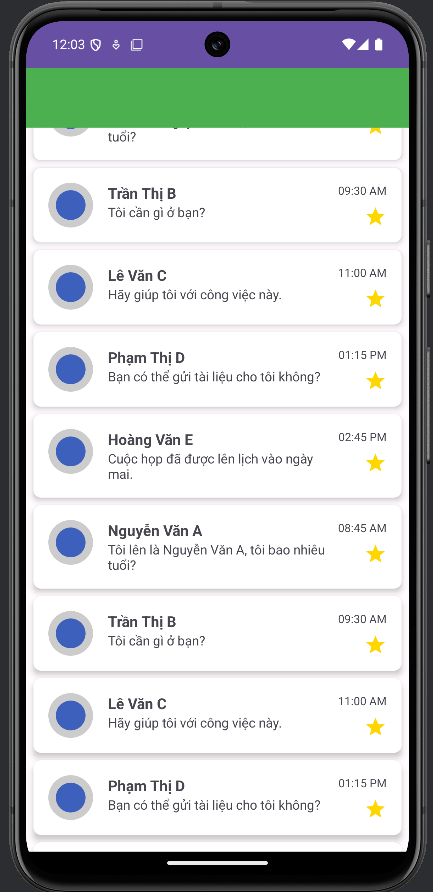 12:03
tuổi?
Trần Thị B
09:30 AM
Tôi cần gì ở bạn?
Lê Văn C
11:00 AM
Hãy giúp tôi với công việc này.
Phạm Thị D
01:15 PM
Bạn có thể gửi tài liệu cho tôi không?
Hoàng Văn E
02:45 PM
Cuộc họp đã được lên lịch vào ngày
mai.
Nguyễn Văn A
08:45 AM
Tôi lên là Nguyễn Văn A, tôi bao nhiêu
tuổi?
Trần Thị B
09:30 AM
Tôi cần gì ở bạn?
Lê Văn C
11:00 AM
Hãy giúp tôi với công việc này.
Phạm Thị D
01:15 PM
Bạn có thể gửi tài liệu cho tôi không?